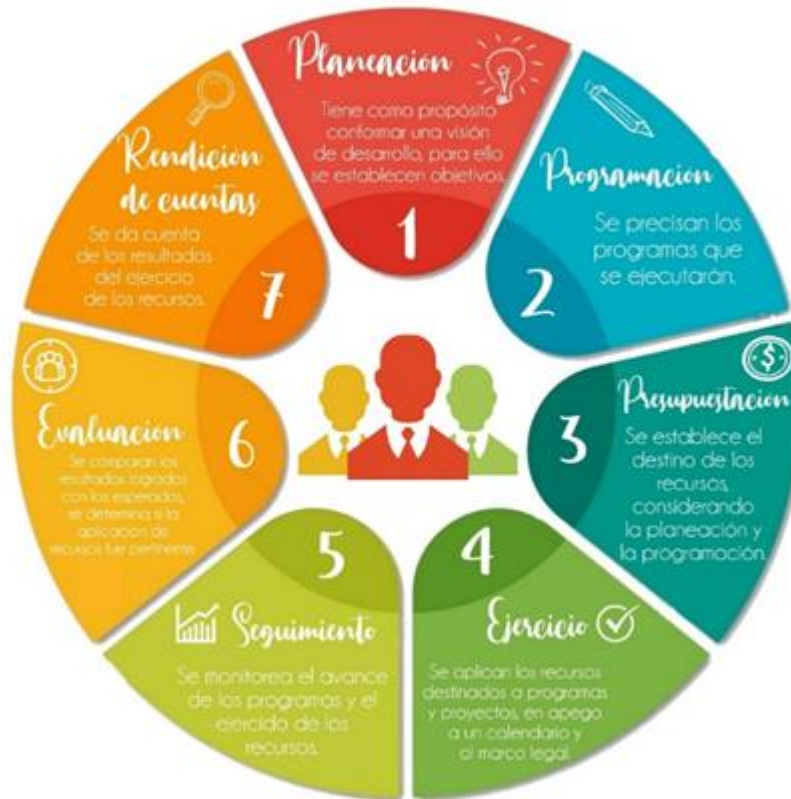 Planeación
Tiene como propósito
conformar una visión
de desarrollo, para ello
se establecen objetivos.
1
Programación
Se precisan los
programas que
se ejecutarán.
2
$
Presupuestación
Se establece el
destino de los
recursos,
considerando
la planeación y
la programación.
3
4
Ejercicio
Se aplican los recursos
destinados a programas
y proyectos, en apego
a un calendario y
al marco legal.
5
Seguimiento
Se monitorea el avance
de los programas y el
ejercido de los
recursos.
Evaluación
6
Se comparan los
resultados logrados
con los esperados,
se determina si la
aplicación de
recursos fue pertinente.
Rendición
de cuentas
Se da cuenta
de los resultados
del ejercicio
de los recursos.
7